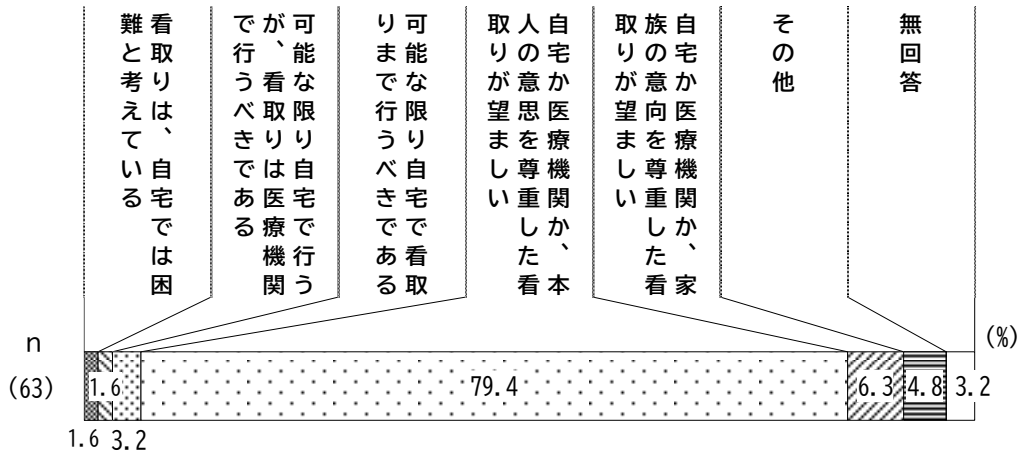 看取りは、自宅では困
難と考えている
可能な限り自宅で行う
が、看取りは医療機関
で行うべきである
可能な限り自宅で看取
りまで行うべきである
自宅か医療機関か、本
人の意思を尊重した看
取りが望ましい
自宅か医療機関か、家
族の意向を尊重した看
取りが望ましい
その他
無回答
n
(%)
(63)
1.6
79.4
6.3
4.8
3.2
1.6
3.2